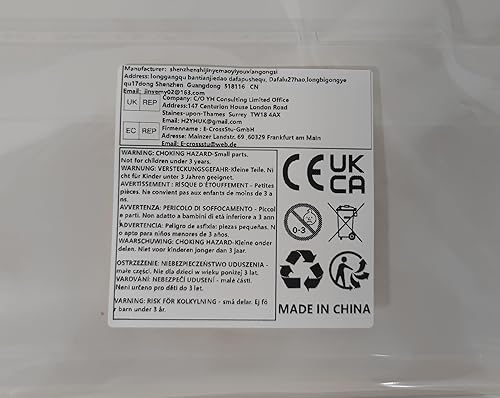 Manufacturer: shenzhenshijinyemaoyiyouxiangongsi
Address: longgangqu bantianjiedao dafapushequ, Dafalu27hao,longbigongye
qu17dong Shenzhen Guangdong 518116 CN
Email: jinyemy02@163.com
UK REP
Company: C/O YH Consulting Limited Office
Address:147 Centurion House London Road
Staines-upon-Thames Surrey TW18 4AX
Email: H2YHUK@gmail.com
EC REP
Firmenname : E-CrossStu-GmbH
Adresse: Mainzer Landstr. 69 ,60329 Frankfurt am Main
E-crossstu@web.de
WARNING: CHOKING HAZARD-Small parts.
Not for children under 3 years.
WARNUNG: VERSTECKUNGSGEFAHR-Kleine Teile. Ni
cht für Kinder unter 3 Jahren geeignet.
AVERTISSEMENT : RISQUE D'ÉTOUFFEMENT - Petites
pièces. Ne convient pas aux enfants de moins de 3 an
s.
AVVERTENZA: PERICOLO DI SOFFOCAMENTO - Piccol
e parti. Non adatto a bambini di età inferiore a 3 ann
i.
ADVERTENCIA: Peligro de asfixia: piezas pequeñas. N
o apto para niños menores de 3 años.
WAARSCHUWING: CHOKING HAZARD-Kleine onder
delen. Niet voor kinderen jonger dan 3 jaar.
OSTRZEŻENIE: NIEBEZPIECZEŃSTWO UDUSZENIA -
małe części. Nie dla dzieci w wieku poniżej 3 lat.
VAROVÁNÍ: NEBEZPEČÍ UDUSENÍ - malé části.
Není určeno pro děti do 3 let.
VARNING: RISK FÖR KOLKYLNING - små delar. Ej fö
r barn under 3 år.
CE UK
CA
0-3
MADE IN CHINA